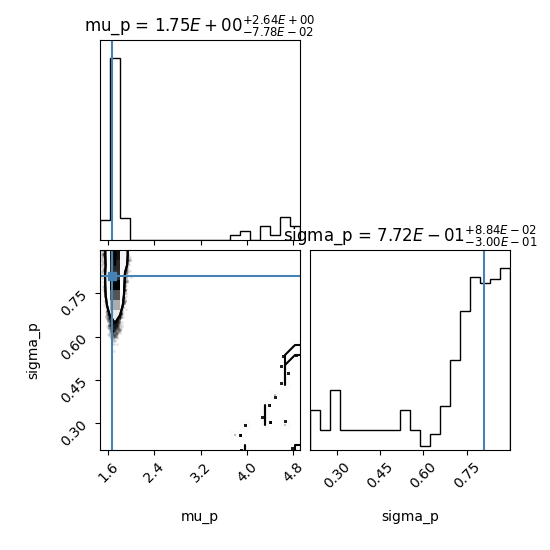 mu_p = 1.75E + 00 +2.64E+00 −7.78E−02
sigma_p = 7.72E − 01 +8.84E−02 −3.00E−01
sigma_p
0.75
0.60
0.45
0.30
1.6 2.4 3.2 4.0 4.8
0.30 0.45 0.60 0.75
mu_p
sigma_p